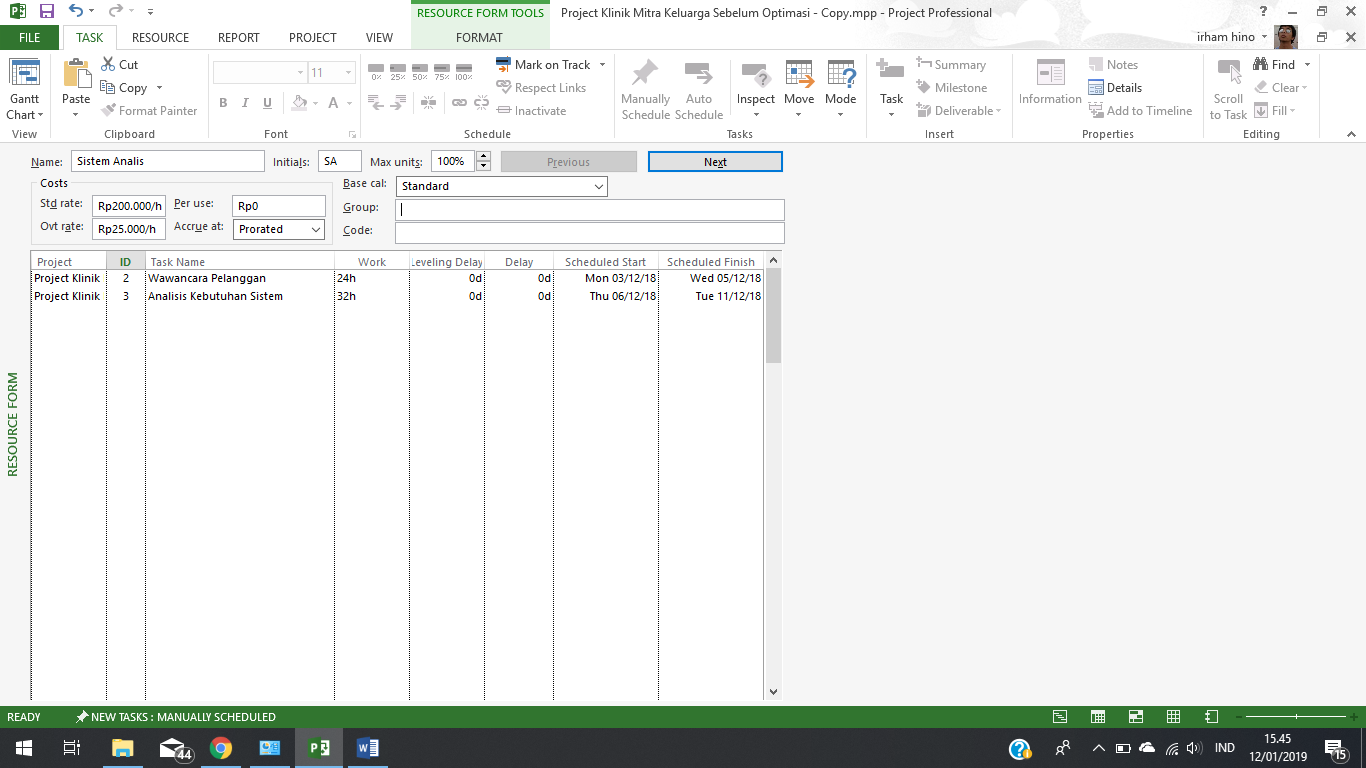 RESOURCE FORM TOOLS
Project Klinik Mitra Keluarga Sebelum Optimasi - Copy.mpp - Project Professional
FILE TASK RESOURCE REPORT PROJECT VIEW FORMAT irham hino
Gantt Chart
View
Paste
Cut
Copy
Format Painter
Clipboard
11
B I U A
Font
0% 25% 50% 75% 100%
Mark on Track
Respect Links
Inactivate
Schedule
Manually Schedule
Auto Schedule
Inspect
Move
Mode
Tasks
Task
Summary
Milestone
Deliverable
Insert
Information
Notes
Details
Add to Timeline
Properties
Scroll to Task
Find
Clear
Fill
Editing
Name: Sistem Analis Initials: SA Max units: 100% Previous Next
Costs
Std rate: Rp200.000/h Per use: Rp0
Ovt rate: Rp25.000/h Accrue at: Prorated
Base cal: Standard
Group:
Code:
Project ID Task Name Work Leveling Delay Delay Scheduled Start Scheduled Finish
Project Klinik 2 Wawancara Pelanggan 24h 0d 0d Mon 03/12/18 Wed 05/12/18
Project Klinik 3 Analisis Kebutuhan Sistem 32h 0d 0d Thu 06/12/18 Tue 11/12/18
RESOURCE FORM
READY NEW TASKS : MANUALLY SCHEDULED
44
IND
15.45
12/01/2019
15